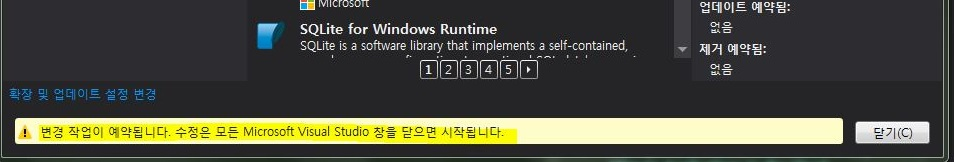 Microsoft
업데이트 예약됨:
없음
SQLite for Windows Runtime
SQLite is a software library that implements a self-contained,
제거 예약됨:
없음
1 2 3 4 5
확장 및 업데이트 설정 변경
변경 작업이 예약됩니다. 수정은 모든 Microsoft Visual Studio 창을 닫으면 시작됩니다.
닫기(C)